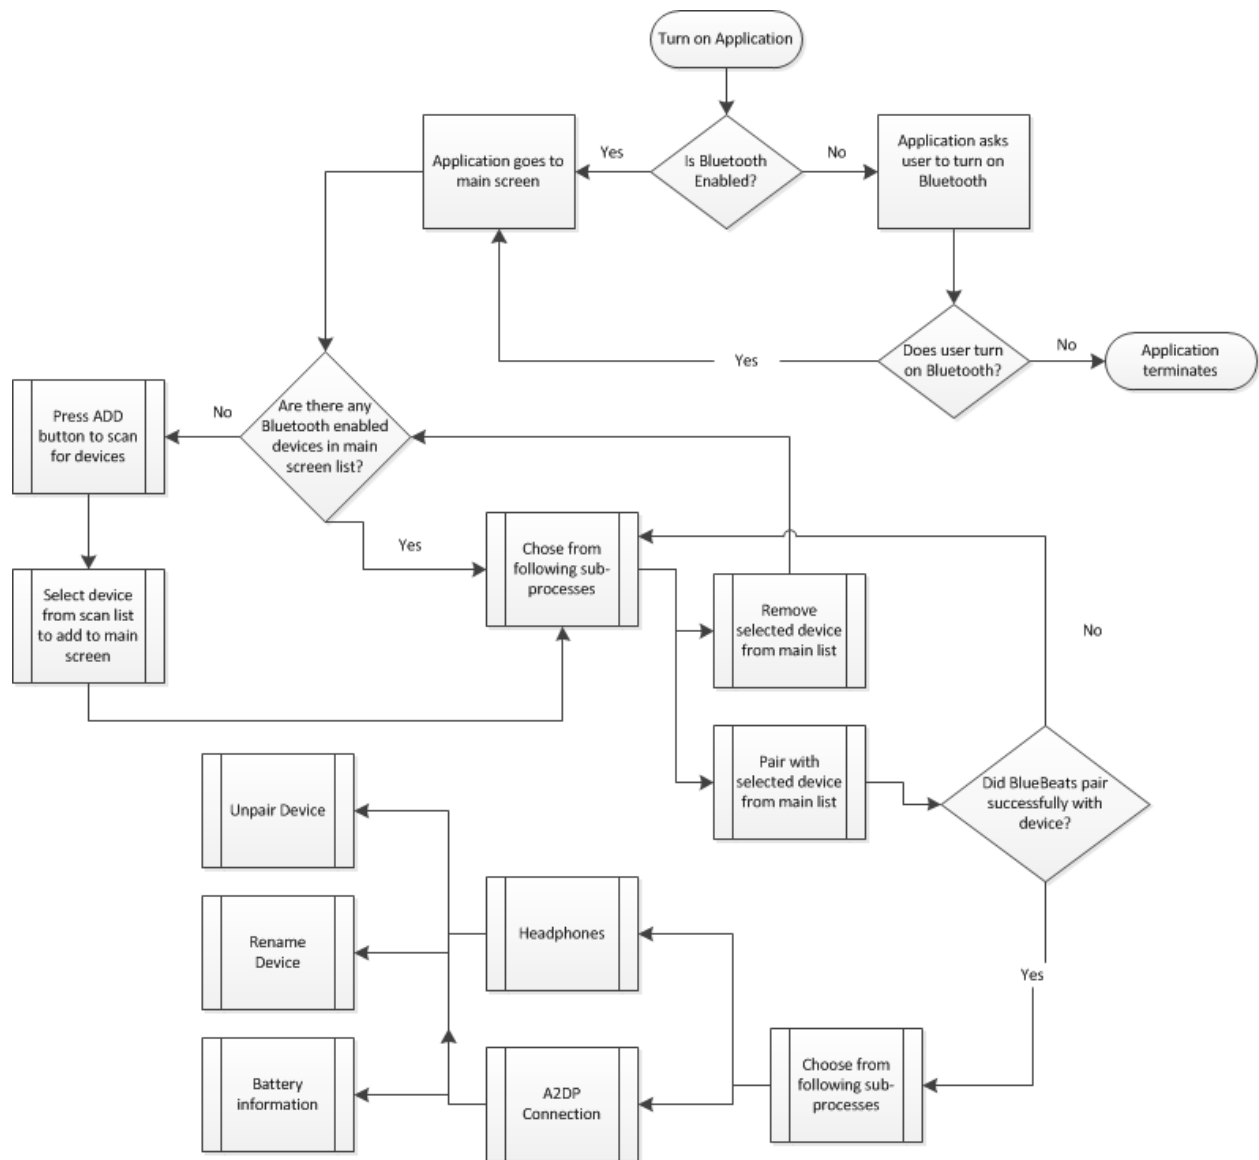 Turn on Application
Application goes to
main screen
Yes
Is Bluetooth
Enabled?
No
Application asks
user to turn on
Bluetooth
Yes
Does user turn
on Bluetooth?
No
Application
terminates
Press ADD
button to scan
for devices
No
Are there any
Bluetooth enabled
devices in main
screen list?
Yes
Chose from
following sub-
processes
Select device
from scan list
to add to main
screen
Remove
selected device
from main list
No
Pair with
selected device
from main list
Did BlueBeats pair
successfully with
device?
Unpair Device
Headphones
Rename
Device
Yes
Choose from
following sub-
processes
Battery
information
A2DP
Connection